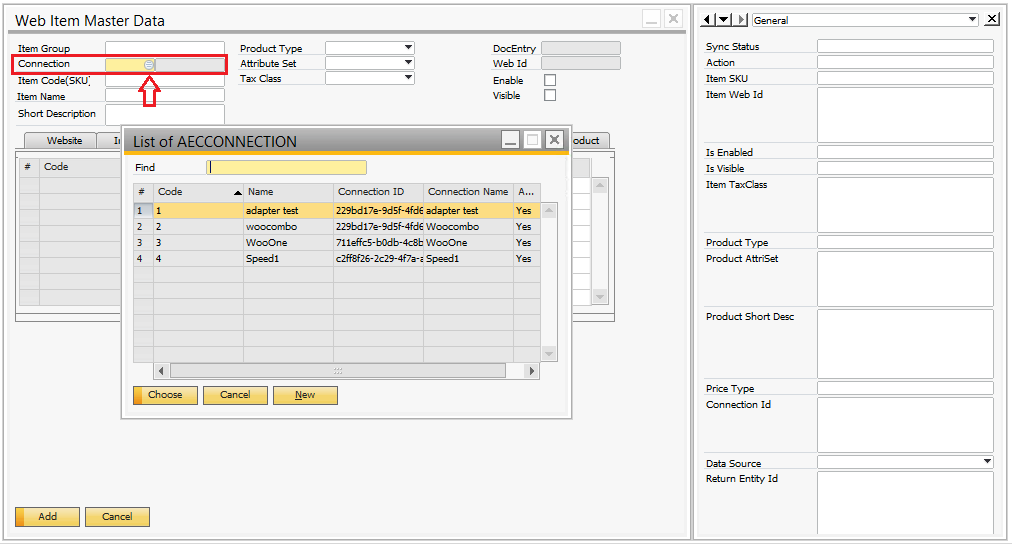 Web Item Master Data
Item Group
Connection
Item Code(SKU)
Item Name
Short Description
Product Type
Attribute Set
Tax Class
DocEntry
Web Id
Enable
Visible
Website
# Code
List of AECCONNECTION
Find
# Code Name Connection ID Connection Name A...
1 1 adapter test 229bd17e-9d5f-4fd6 adapter test Yes
2 2 woocombo 229bd17e-9d5f-4fd6 Woocombo Yes
3 3 WooOne 711effc5-b0db-4c8b WooOne Yes
4 4 Speed1 c2ff8f26-2c29-4f7a-a Speed1 Yes
Choose Cancel New
Add Cancel
General
Sync Status
Action
Item SKU
Item Web Id
Is Enabled
Is Visible
Item TaxClass
Product Type
Product AttriSet
Product Short Desc
Price Type
Connection Id
Data Source
Return Entity Id